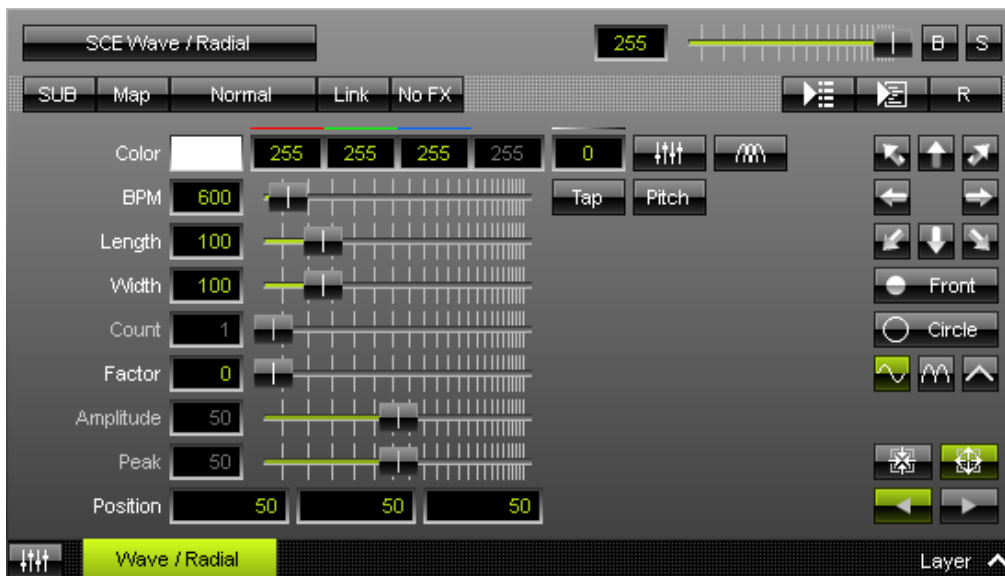 SCE Wave / Radial 255 B S
SUB Map Normal Link No FX R
Color 255 255 255 255 0
BPM 600 Tap Pitch
Length 100
Width 100 Front
Count 1 Circle
Factor 0
Amplitude 50
Peak 50
Position 50 50 50
Wave / Radial Layer